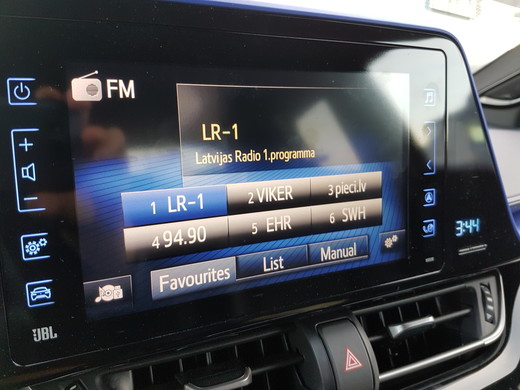 FM
LR-1
Latvijas Radio 1.programma
1 LR-1
2 VIKER
3 pieci.lv
4 94.90
5 EHR
6 SWH
Favourites
List
Manual
3:44
JBL